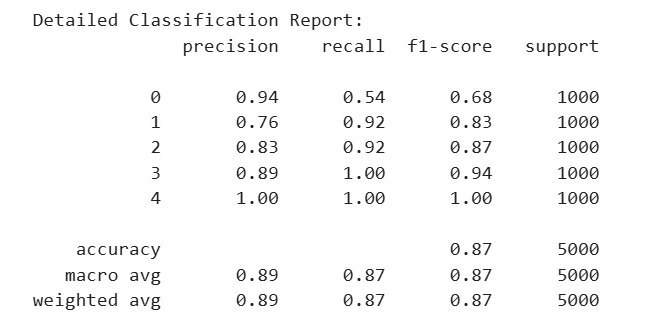 Detailed Classification Report:
precision recall f1-score support
0 0.94 0.54 0.68 1000
1 0.76 0.92 0.83 1000
2 0.83 0.92 0.87 1000
3 0.89 1.00 0.94 1000
4 1.00 1.00 1.00 1000
accuracy 0.87 5000
macro avg 0.89 0.87 0.87 5000
weighted avg 0.89 0.87 0.87 5000